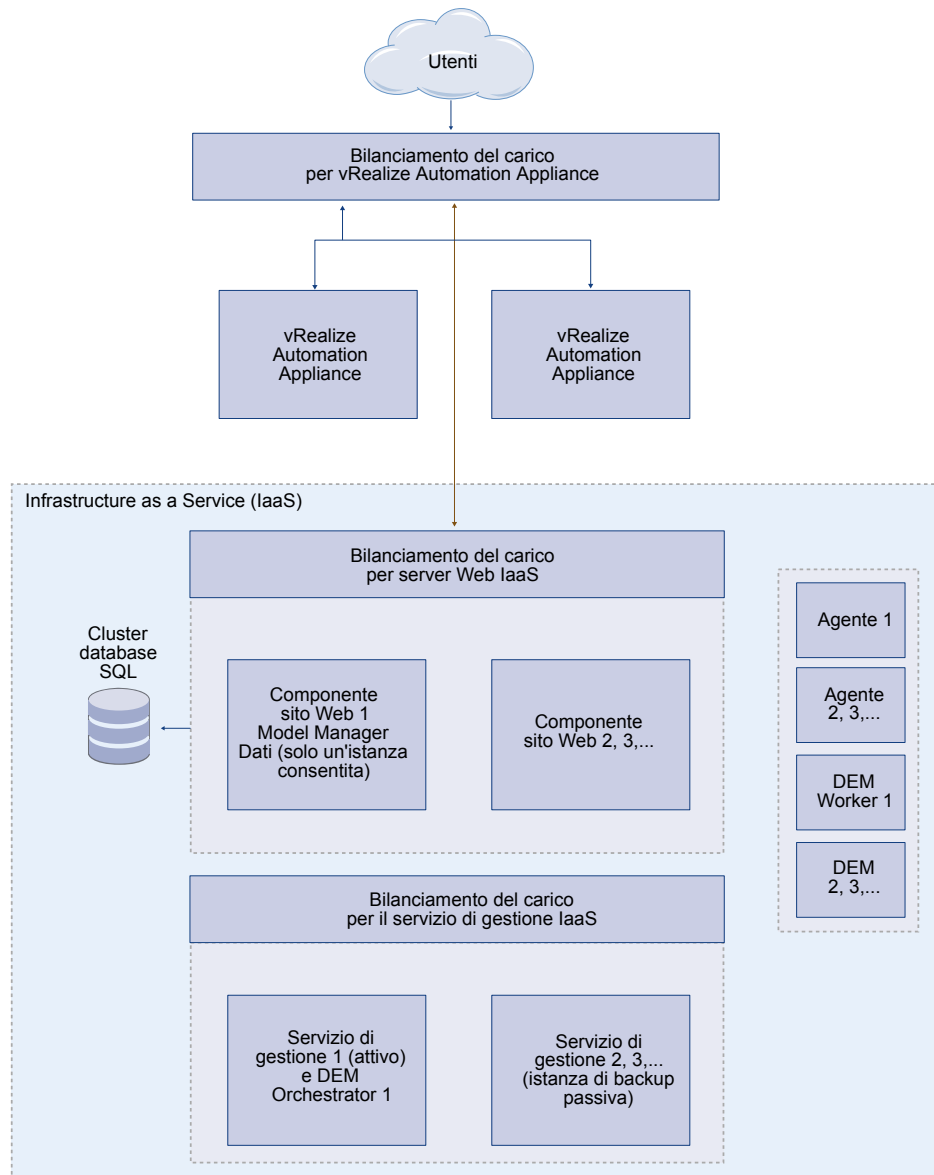 Utenti
Bilanciamento del carico
per vRealize Automation Appliance
vRealize
Automation
Appliance
vRealize
Automation
Appliance
Infrastructure as a Service (IaaS)
Bilanciamento del carico
per server Web IaaS
Cluster
database
SQL
Componente
sito Web 1
Model Manager
Dati (solo un'istanza
consentita)
Componente
sito Web 2, 3,...
Agente 1
Agente
2, 3,...
DEM
Worker 1
DEM
2, 3,...
Bilanciamento del carico
per il servizio di gestione IaaS
Servizio di
gestione 1 (attivo)
e DEM
Orchestrator 1
Servizio di
gestione 2, 3,...
(istanza di backup
passiva)